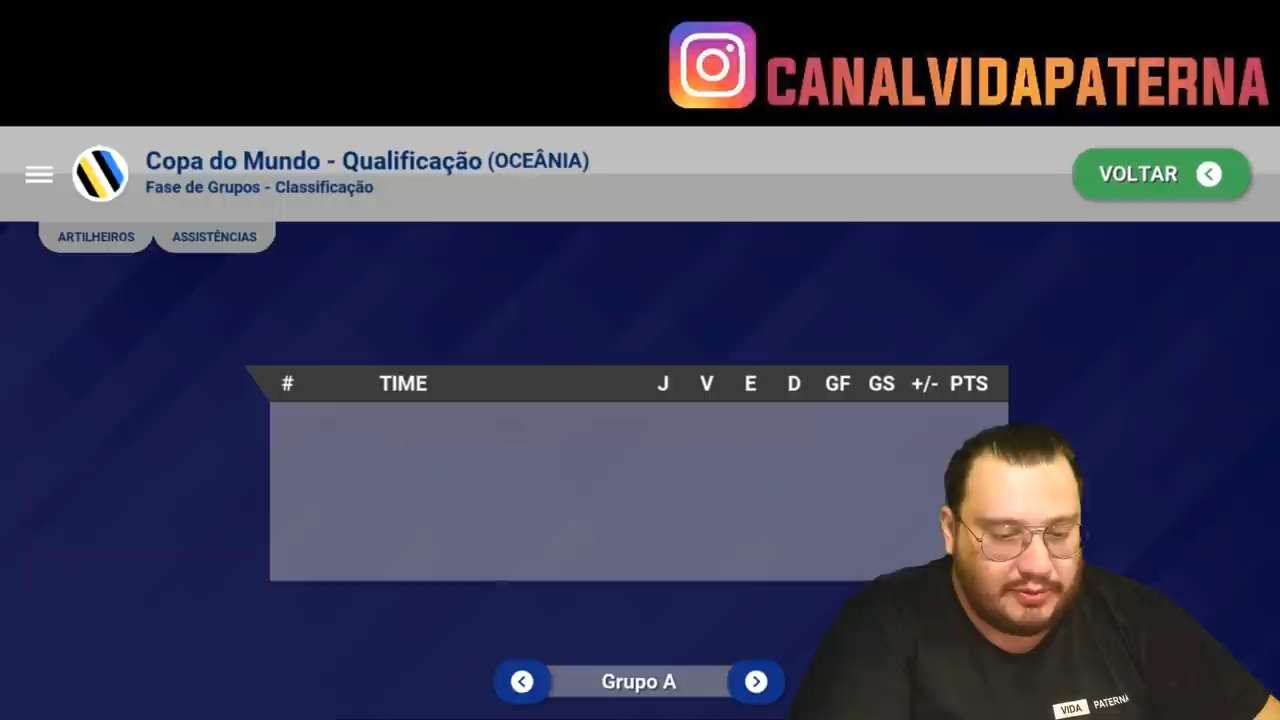 CANALVIDAPATERNA
Copa do Mundo - Qualificação (OCEÂNIA)
Fase de Grupos - Classificação
VOLTAR
ARTILHEIROS ASSISTÊNCIAS
# TIME J V E D GF GS +/- PTS
Grupo A
VIDA PATERNA